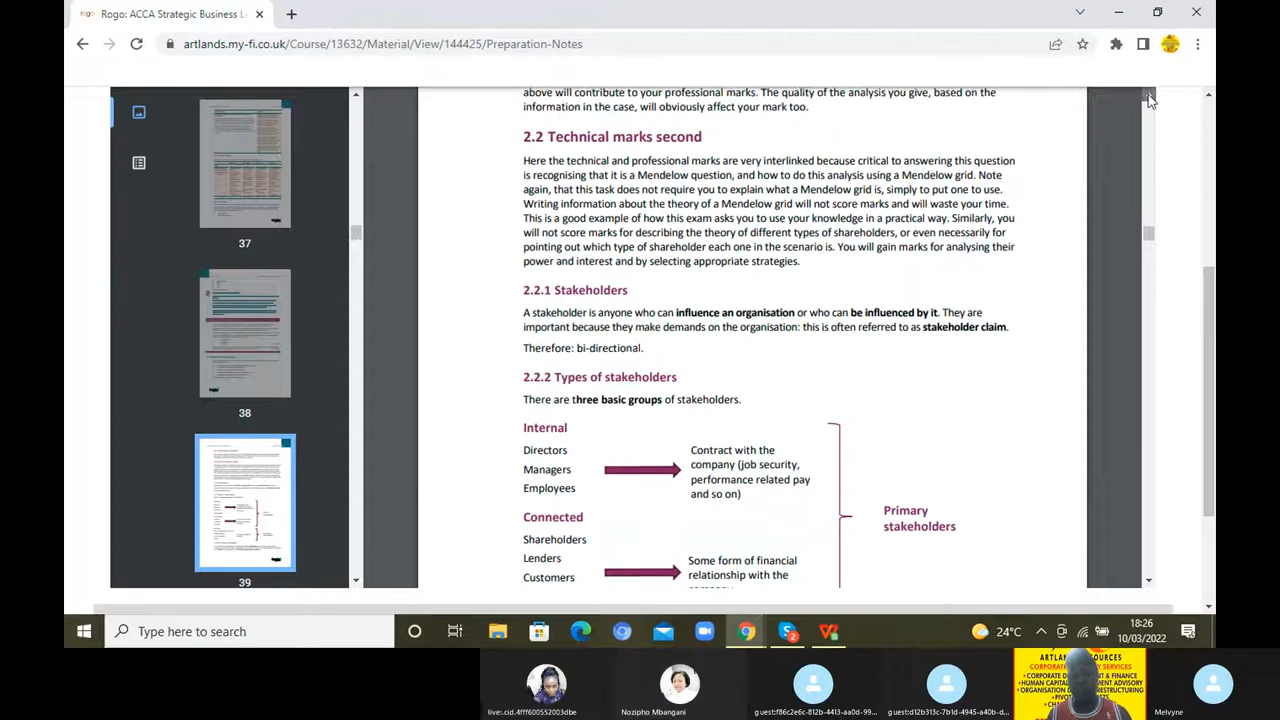 Rogo: ACCA Strategic Business L
artlands.my-fi.co.uk/Course/13632/Material/View/144425/Preparation-Notes
37
38
39
above will contribute to your professional marks. The quality of the analysis you give, based on the
information in the case, will obviously affect your mark too.
2.2 Technical marks second
Here the technical and professional marks are very interlinked because critical to answering this question
is recognising that it is a Mendelow question, and how to do this analysis using a Mendelow grid. Note
again, that this task does not require you to explain what a Mendelow grid is, simply to put one to use.
Writing information about the theory of a Mendelow grid will not score marks and will waste your time.
This is a good example of how this exam asks you to use your knowledge in a practical way. Similarly, you
will not score marks for describing the theory of different types of shareholders, or even necessarily for
pointing out which type of shareholder each one in the scenario is. You will gain marks for analysing their
power and interest and by selecting appropriate strategies.
2.2.1 Stakeholders
A stakeholder is anyone who can influence an organisation or who can be influenced by it. They are
important because they make demands on the organisation: this is often referred to as stakeholder claim.
Therefore: bi-directional.
2.2.2 Types of stakeholders
There are three basic groups of stakeholders.
Internal
Directors
Managers
Employees
Contract with the
company (job security,
performance related pay
and so on)
Connected
Shareholders
Lenders
Customers
Some form of financial
relationship with the
Primary
stakeholders
Type here to search
24°C
18:26
10/03/2022
live:.cid.4fff600552003dbe
Nozipho Mbangani
guest:f86c2e6c-812b-4413-aa0d-99...
guest:d12b313c-7b1d-4945-a40b-d...
Melvyne